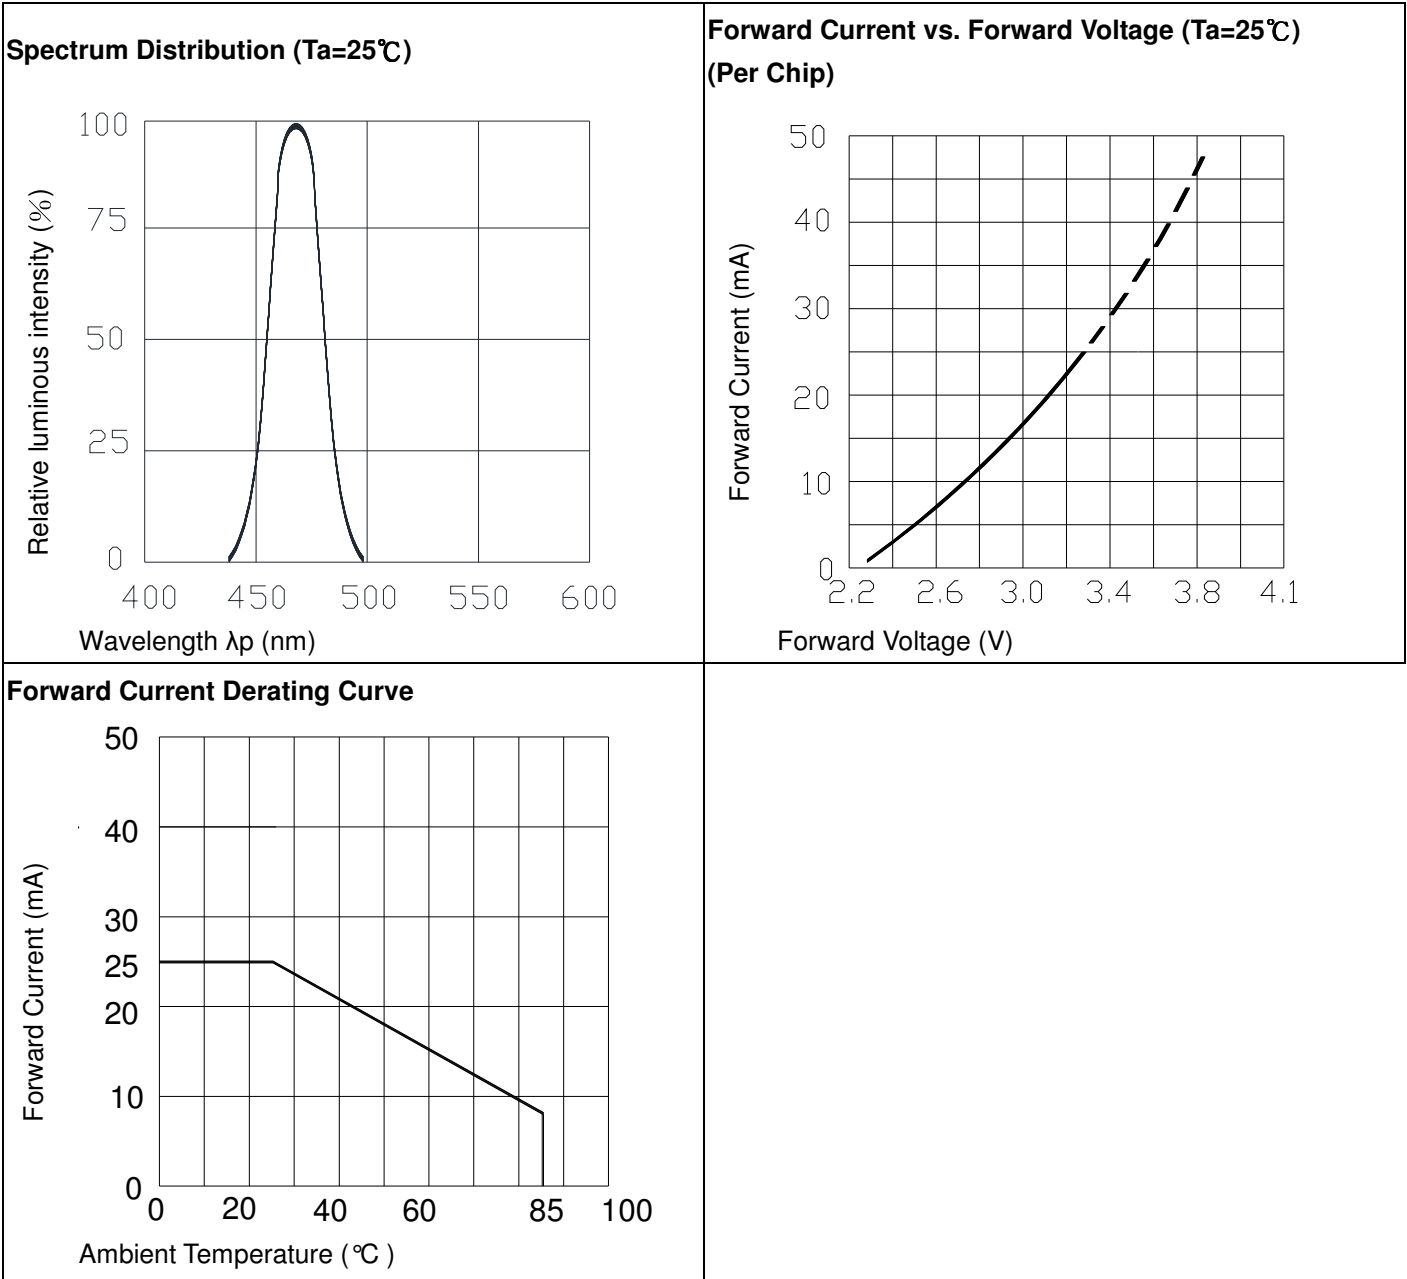 Spectrum Distribution (Ta=25℃)
100
75
50
25
0
400 450 500 550 600
Relative luminous intensity (%)
Wavelength λp (nm)
Forward Current vs. Forward Voltage (Ta=25℃)
(Per Chip)
50
40
30
20
10
0
2.2 2.6 3.0 3.4 3.8 4.1
Forward Current (mA)
Forward Voltage (V)
Forward Current Derating Curve
50
40
30
25
20
10
0
0 20 40 60 85 100
Forward Current (mA)
Ambient Temperature (℃ )